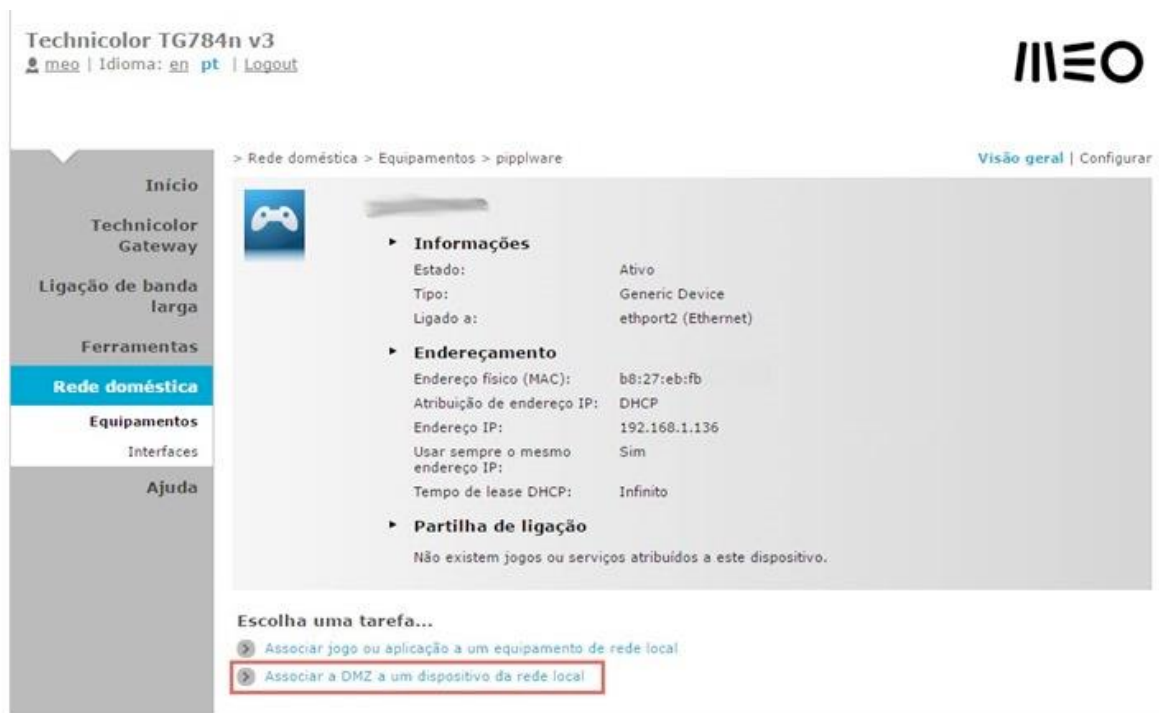 Technicolor TG784n v3
meo | Idioma: en pt | Logout
MEO
> Rede doméstica > Equipamentos > pipplware
Visão geral | Configurar
Início
Technicolor
Gateway
Ligação de banda
larga
Ferramentas
Rede doméstica
Equipamentos
Interfaces
Ajuda
Informações
Estado: Ativo
Tipo: Generic Device
Ligado a: ethport2 (Ethernet)
Endereçamento
Endereço físico (MAC): b8:27:eb:fb
Atribuição de endereço IP: DHCP
Endereço IP: 192.168.1.136
Usar sempre o mesmo Sim
endereço IP:
Tempo de lease DHCP: Infinito
Partilha de ligação
Não existem jogos ou serviços atribuídos a este dispositivo.
Escolha uma tarefa...
Associar jogo ou aplicação a um equipamento de rede local
Associar a DMZ a um dispositivo da rede local